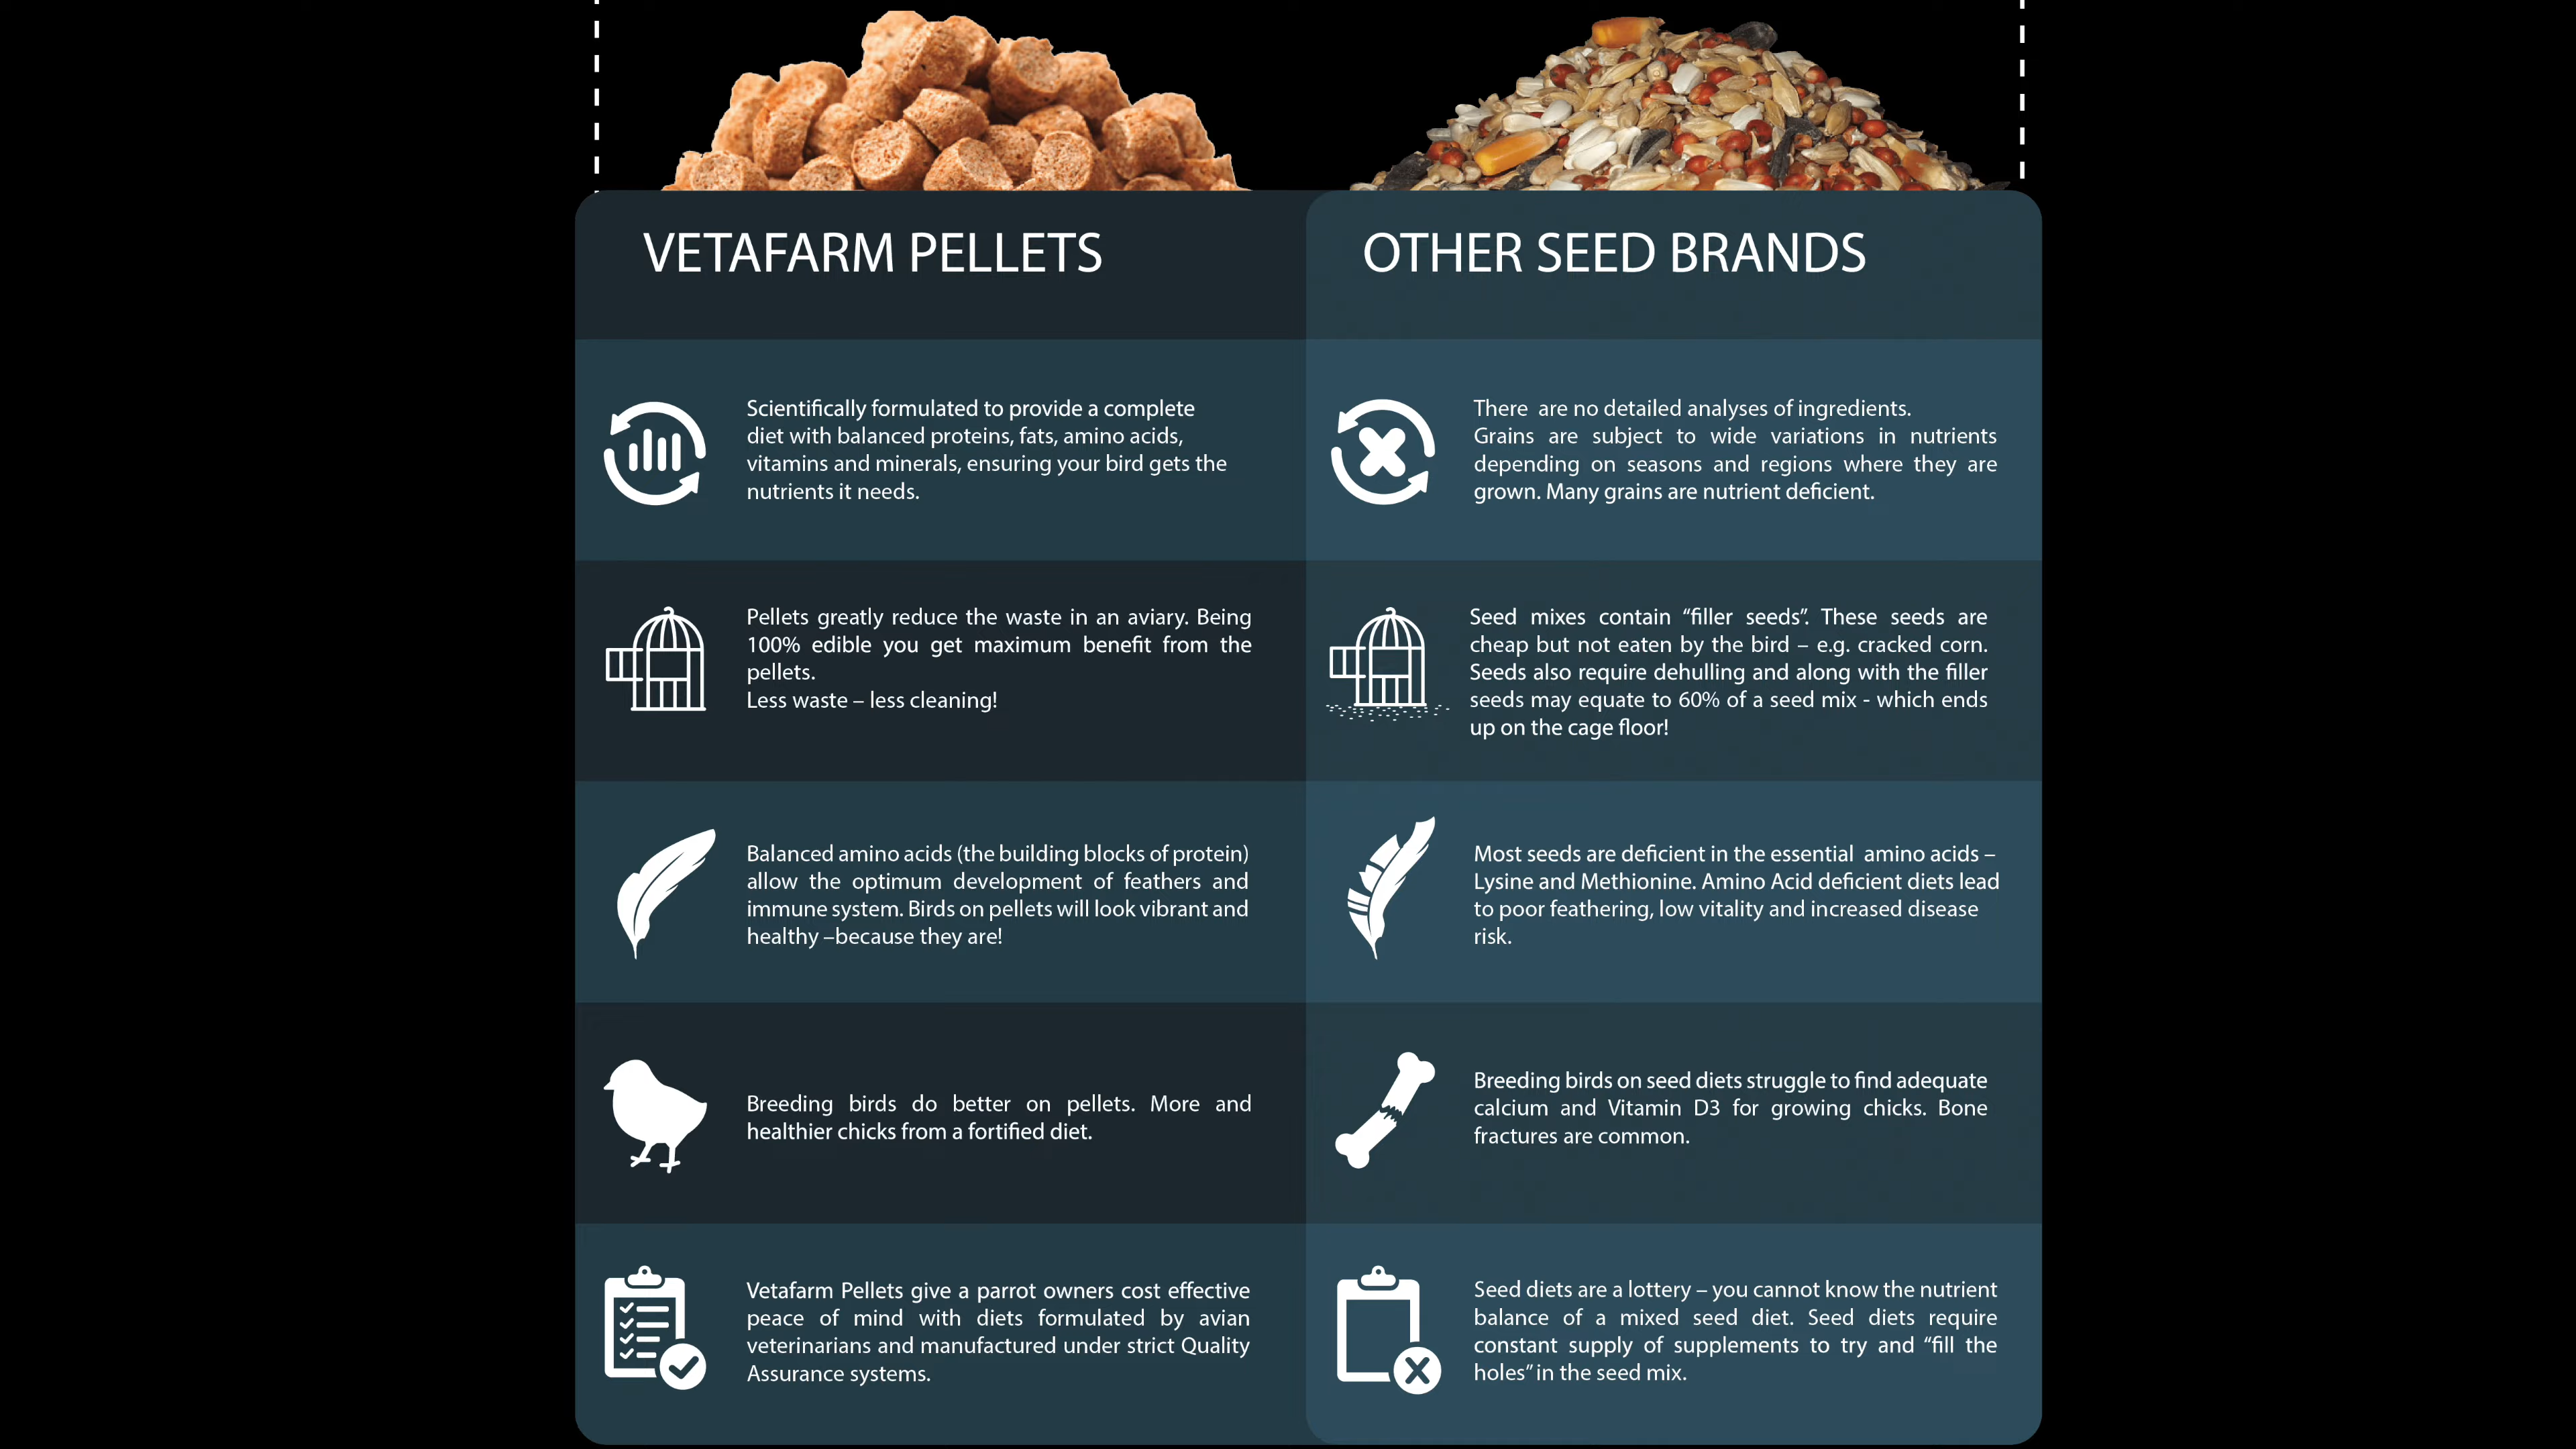 VETAFARM PELLETS
OTHER SEED BRANDS
Scientifically formulated to provide a complete
diet with balanced proteins, fats, amino acids,
vitamins and minerals, ensuring your bird gets the
nutrients it needs.
There are no detailed analyses of ingredients.
Grains are subject to wide variations in nutrients
depending on seasons and regions where they are
grown. Many grains are nutrient deficient.
Pellets greatly reduce the waste in an aviary. Being
100% edible you get maximum benefit from the
pellets.
Less waste – less cleaning!
Seed mixes contain “filler seeds”. These seeds are
cheap but not eaten by the bird – e.g. cracked corn.
Seeds also require dehulling and along with the filler
seeds may equate to 60% of a seed mix - which ends
up on the cage floor!
Balanced amino acids (the building blocks of protein)
allow the optimum development of feathers and
immune system. Birds on pellets will look vibrant and
healthy –because they are!
Most seeds are deficient in the essential amino acids –
Lysine and Methionine. Amino Acid deficient diets lead
to poor feathering, low vitality and increased disease
risk.
Breeding birds do better on pellets. More and
healthier chicks from a fortified diet.
Breeding birds on seed diets struggle to find adequate
calcium and Vitamin D3 for growing chicks. Bone
fractures are common.
Vetafarm Pellets give a parrot owners cost effective
peace of mind with diets formulated by avian
veterinarians and manufactured under strict Quality
Assurance systems.
Seed diets are a lottery – you cannot know the nutrient
balance of a mixed seed diet. Seed diets require
constant supply of supplements to try and “fill the
holes” in the seed mix.